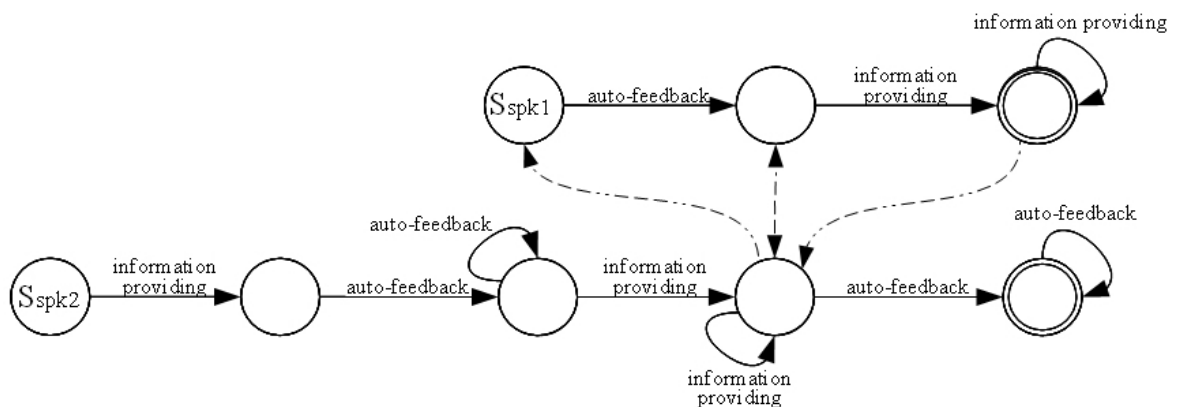 information providing
Sspk1
auto-feedback
information
providing
auto-feedback
auto-feedback
Sspk2
information
providing
auto-feedback
information
providing
auto-feedback
information
providing